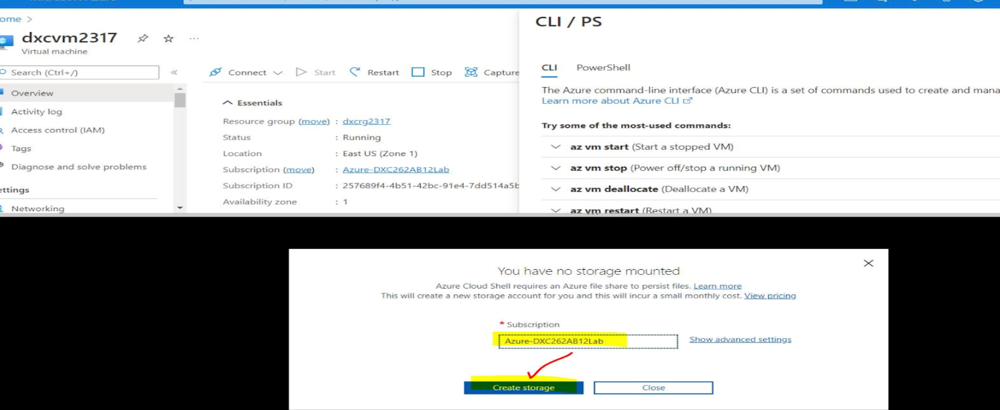 ome >
dxcvm2317
Virtual machine
Search (Ctrl+/)
«
Overview
Activity log
Access control (IAM)
Tags
Diagnose and solve problems
ettings
Networking
Connect Start Restart Stop Capture
Essentials
Resource group (move) : dxcrg2317
Status : Running
Location : East US (Zone 1)
Subscription (move) : Azure-DXC262AB12Lab
Subscription ID : 257689f4-4b51-42bc-91e4-7dd514a5b
Availability zone : 1
CLI / PS
CLI PowerShell
The Azure command-line interface (Azure CLI) is a set of commands used to create and mana
Learn more about Azure CLI
Try some of the most-used commands:
az vm start (Start a stopped VM)
az vm stop (Power off/stop a running VM)
az vm deallocate (Deallocate a VM)
az vm restart (Restart a VM)
You have no storage mounted
Azure Cloud Shell requires an Azure file share to persist files. Learn more
This will create a new storage account for you and this will incur a small monthly cost. View pricing
* Subscription
Azure-DXC262AB12Lab
Show advanced settings
Create storage
Close